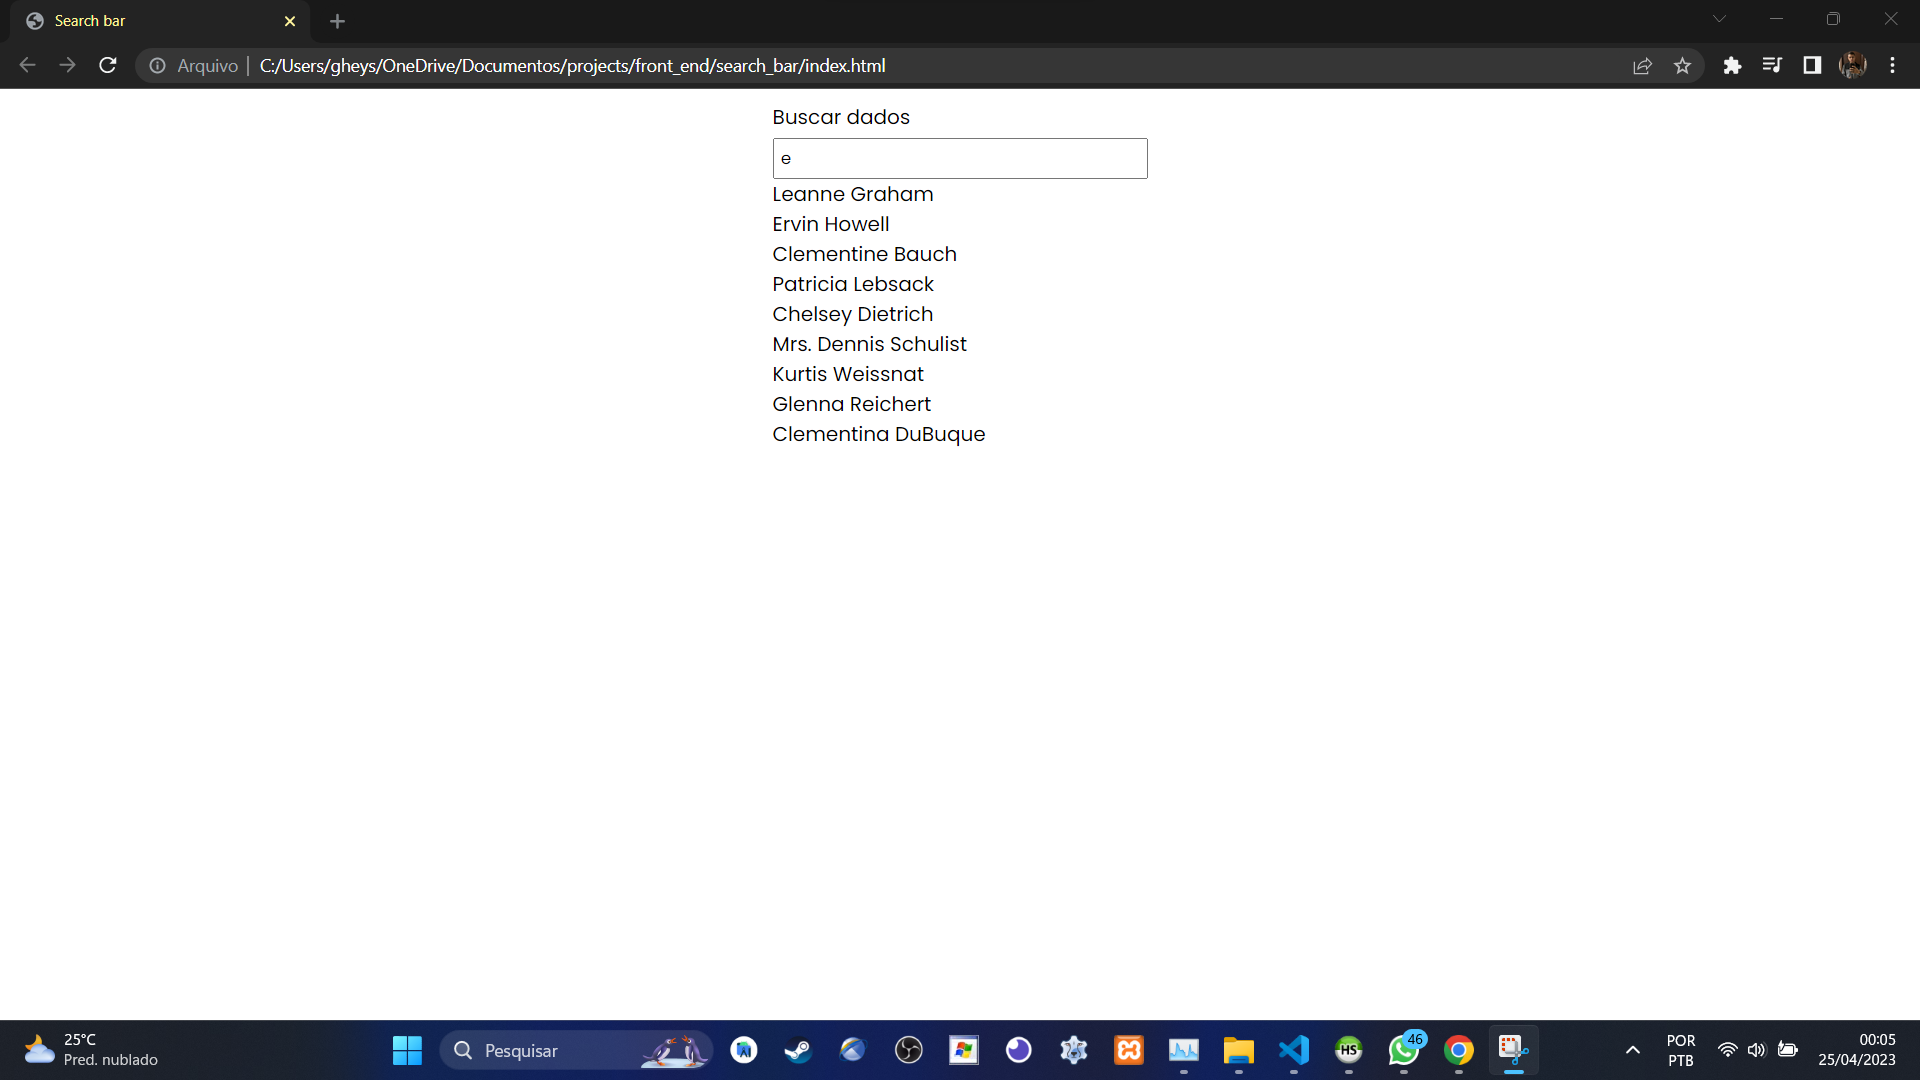 Search bar
Arquivo | C:/Users/gheys/OneDrive/Documentos/projects/front_end/search_bar/index.html
Buscar dados
e
Leanne Graham
Ervin Howell
Clementine Bauch
Patricia Lebsack
Chelsey Dietrich
Mrs. Dennis Schulist
Kurtis Weissnat
Glenna Reichert
Clementina DuBuque
25°C
Pred. nublado
Pesquisar
HS
46
POR
PTB
00:05
25/04/2023